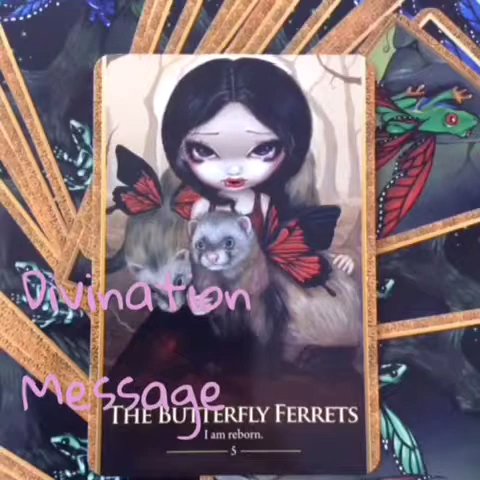 Divination
Message
THE BUTTERFLY FERRETS
I am reborn.
5